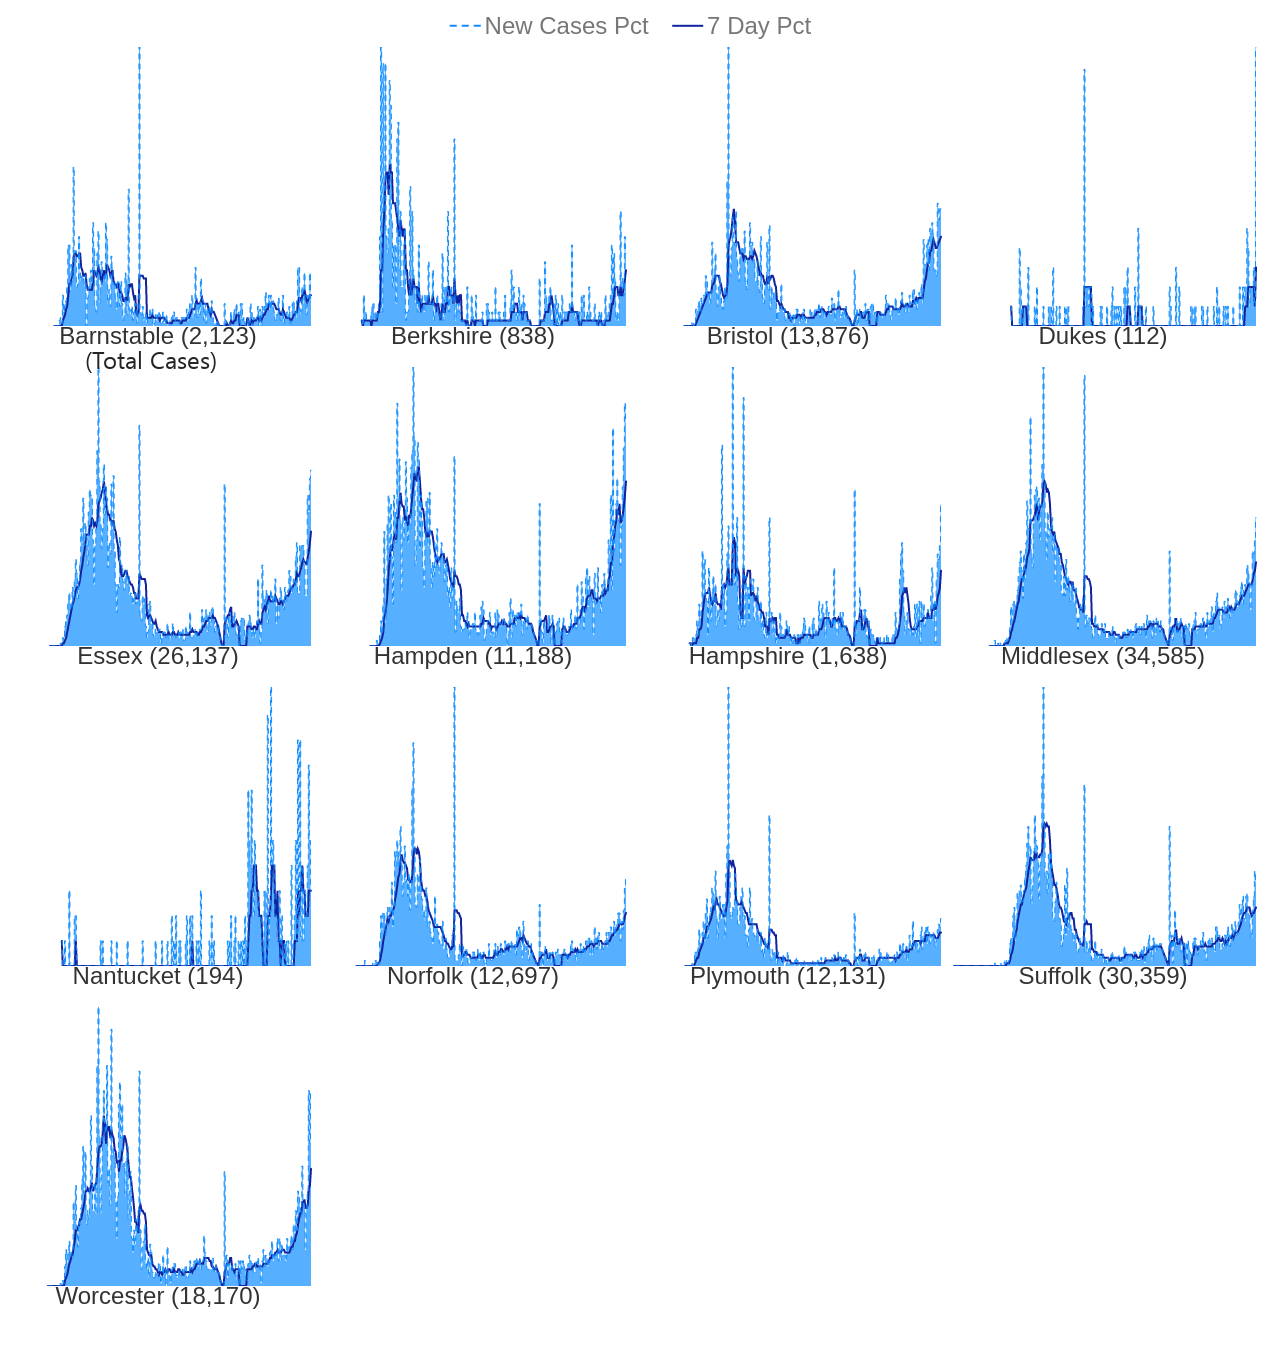 New Cases Pct 7 Day Pct
Barnstable (2,123) Berkshire (838) Bristol (13,876) Dukes (112)
(Total Cases)
Essex (26,137) Hampden (11,188) Hampshire (1,638) Middlesex (34,585)
Nantucket (194) Norfolk (12,697) Plymouth (12,131) Suffolk (30,359)
Worcester (18,170)